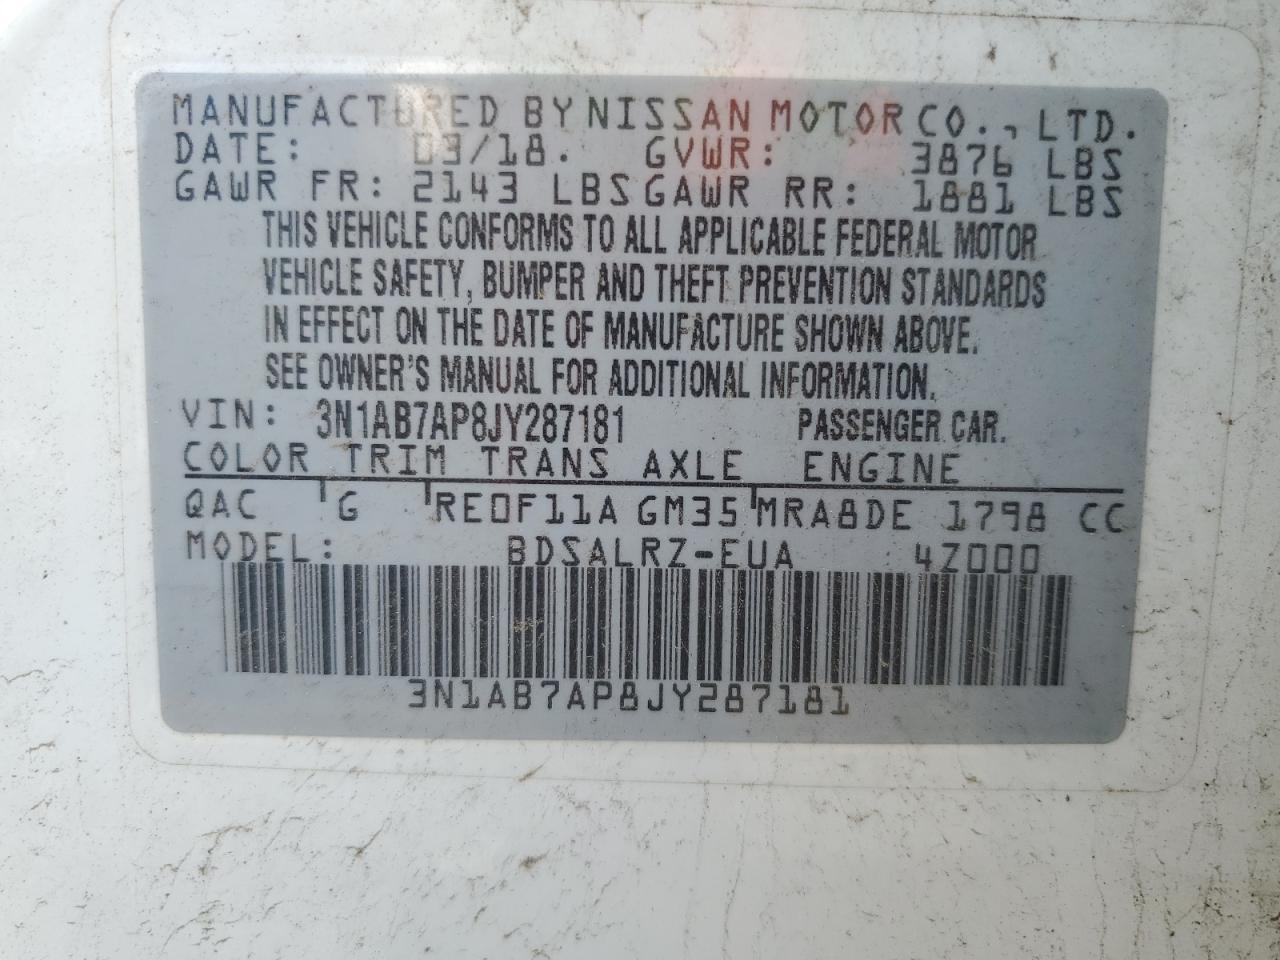 MANUFACTURED BY NISSAN MOTOR CO., LTD.
DATE: 03/18. GVWR: 3876 LBS
GAWR FR: 2143 LBS GAWR RR: 1881 LBS
THIS VEHICLE CONFORMS TO ALL APPLICABLE FEDERAL MOTOR
VEHICLE SAFETY, BUMPER AND THEFT PREVENTION STANDARDS
IN EFFECT ON THE DATE OF MANUFACTURE SHOWN ABOVE.
SEE OWNER'S MANUAL FOR ADDITIONAL INFORMATION.
VIN: 3N1AB7AP8JY287181 PASSENGER CAR.
COLOR TRIM TRANS AXLE ENGINE
QAC G RE0F11A GM35 MRA8DE 1798 CC
MODEL: BDSALRZ-EUA 4Z000
3N1AB7AP8JY287181